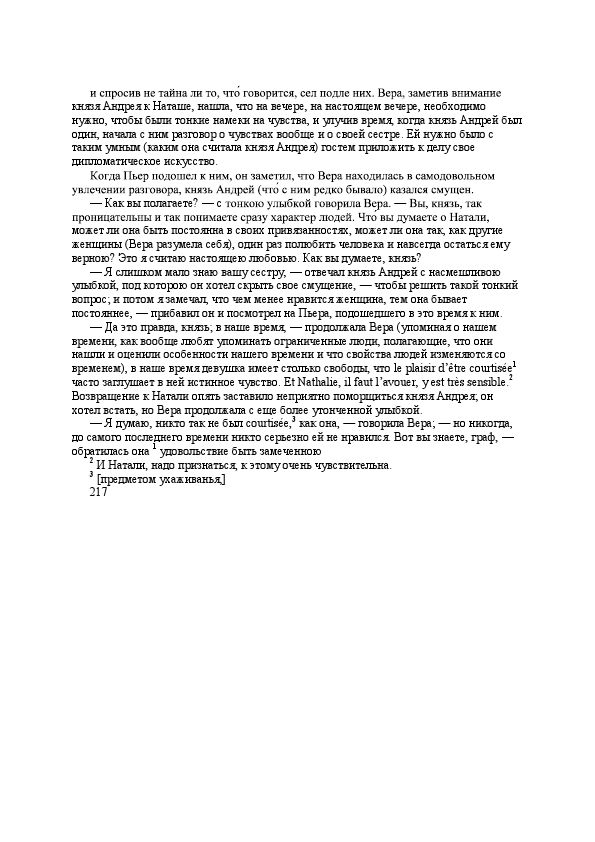 и спросив не тайна ли то, что́ говорится, сел подле них. Вера, заметив внимание
князя Андрея к Наташе, нашла, что на вечере, на настоящем вечере, необходимо
нужно, чтобы были тонкие намеки на чувства, и улучив время, когда князь Андрей был
один, начала с ним разговор о чувствах вообще и о своей сестре. Ей нужно было с
таким умным (каким она считала князя Андрея) гостем приложить к делу свое
дипломатическое искусство.
Когда Пьер подошел к ним, он заметил, что Вера находилась в самодовольном
увлечении разговора, князь Андрей (что́ с ним редко бывало) казался смущен.
— Как вы полагаете? — с тонкою улыбкой говорила Вера. — Вы, князь, так
проницательны и так понимаете сразу характер людей. Что вы думаете о Натали,
может ли она быть постоянна в своих привязанностях, может ли она так, как другие
женщины (Вера разумела себя), один раз полюбить человека и навсегда остаться ему
верною? Это я считаю настоящею любовью. Как вы думаете, князь?
— Я слишком мало знаю вашу сестру, — отвечал князь Андрей с насмешливою
улыбкой, под которою он хотел скрыть свое смущение, — чтобы решить такой тонкий
вопрос; и потом я замечал, что чем менее нравится женщина, тем она бывает
постояннее, — прибавил он и посмотрел на Пьера, подошедшего в это время к ним.
— Да это правда, князь; в наше время, — продолжала Вера (упоминая о нашем
времени, как вообще любят упоминать ограниченные люди, полагающие, что они
нашли и оценили особенности нашего времени и что свойства людей изменяются со
временем), в наше время девушка имеет столько свободы, что le plaisir d’être courtisée¹
часто заглушает в ней истинное чувство. Et Nathalie, il faut l’avouer, y est très sensible.²
Возвращение к Натали опять заставило неприятно поморщиться князя Андрея; он
хотел встать, но Вера продолжала с еще более утонченной улыбкой.
— Я думаю, никто так не был courtisée,³ как она, — говорила Вера; — но никогда,
до самого последнего времени никто серьезно ей не нравился. Вот вы знаете, граф, —
обратилась она ¹ удовольствие быть замеченною
² И Натали, надо признаться, к этому очень чувствительна.
³ [предметом ухаживанья,]
217